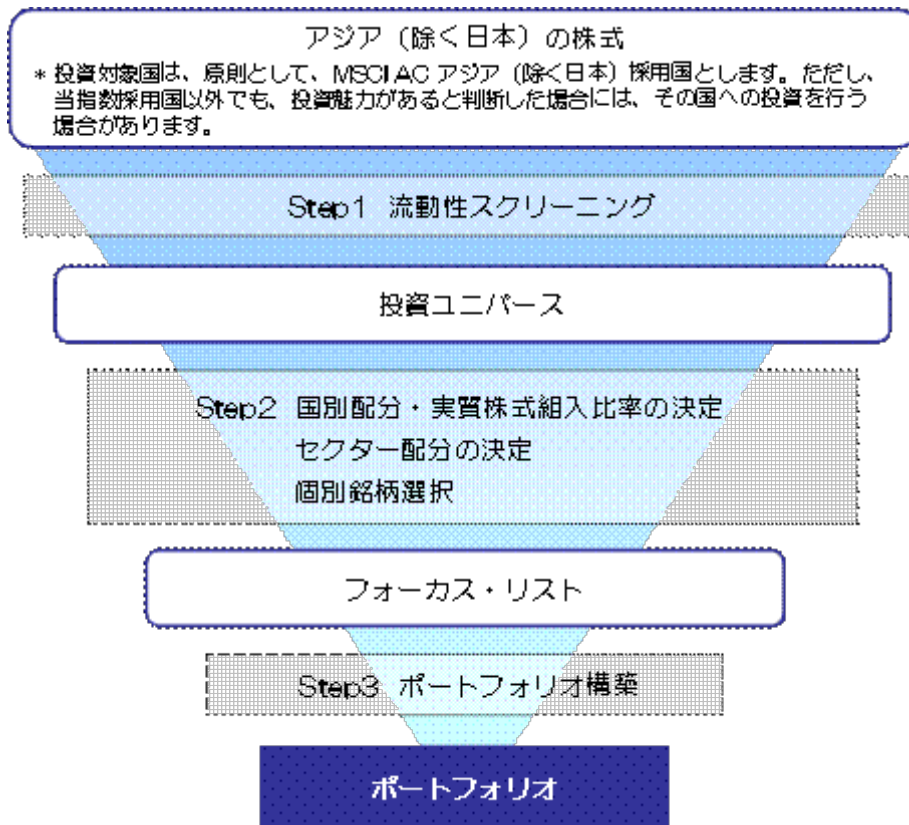 アジア（除く日本）の株式
* 投資対象国は、原則として、MSCI AC アジア（除く日本）採用国とします。ただし、
当指数採用国以外でも、投資魅力があると判断した場合には、その国への投資を行う
場合があります。
Step1 流動性スクリーニング
投資ユニバース
Step2 国別配分・実質株式組入比率の決定
セクター配分の決定
個別銘柄選択
フォーカス・リスト
Step3 ポートフォリオ構築
ポートフォリオ